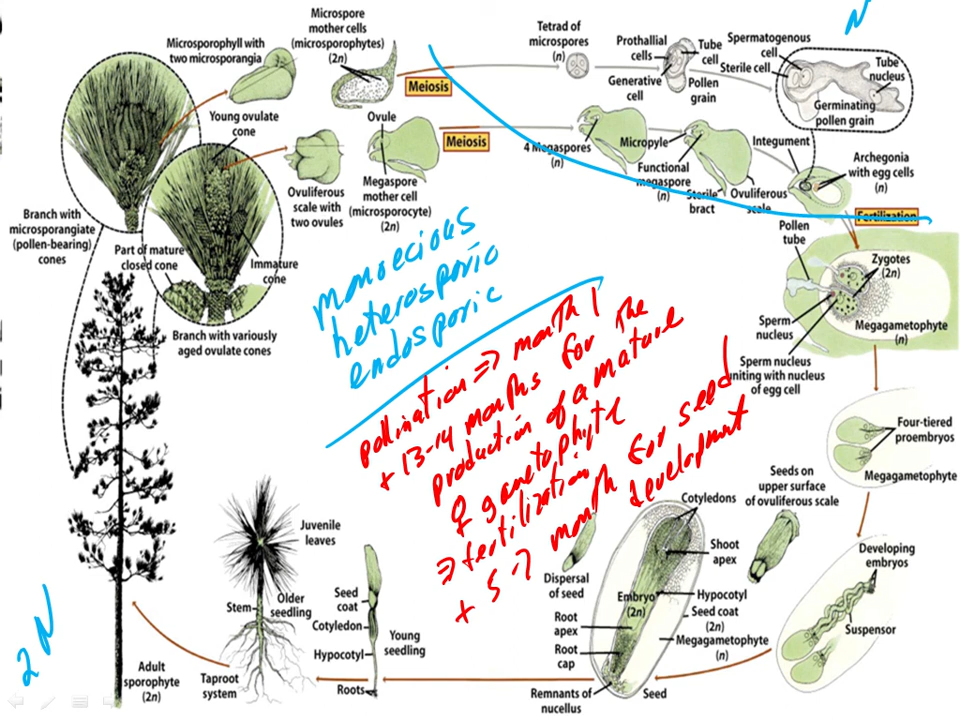 N
Microsporophyll with
two microsporangia
Microspore
mother cells
(microsporophytes)
(2n)
Meiosis
Tetrad of
microspores
(n)
Prothallial
cells
Tube
cell
Generative
cell
Pollen
grain
Spermatogenous
cell
Sterile cell
Tube
nucleus
Germinating
pollen grain
Young ovulate
cone
Ovuliferous
scale with
two ovules
Ovule
Megaspore
mother cell
(microsporocyte)
(2n)
Meiosis
4 Megaspores
(n)
Micropyle
Functional
megaspore
(n)
Sterile
bract
Ovuliferous
scale
Integument
Archegonia
with egg cells
(n)
Fertilization
Branch with
microsporangiate
(pollen-bearing)
cones
Part of mature
closed cone
Immature
cone
Branch with variously
aged ovulate cones
monoecious
heterosporic
endosporic
Pollen
tube
Zygotes
(2n)
Sperm
nucleus
Megagametophyte
(n)
Sperm nucleus
uniting with nucleus
of egg cell
pollination => month 1
+ 13-14 months for the
production of a mature
♀ gametophyte
=> fertilization
+ 5-7 month for seed
development
Four-tiered
proembryos
Megagametophyte
Developing
embryos
Suspensor
Seeds on
upper surface
of ovuliferous scale
Cotyledons
Shoot
apex
Dispersal
of seed
Embryo
(2n)
Hypocotyl
Seed coat
(2n)
Megagametophyte
(n)
Root
apex
Root
cap
Remnants of
nucellus
Seed
Juvenile
leaves
Older
seedling
Stem
Taproot
system
Seed
coat
Cotyledon
Hypocotyl
Young
seedling
Roots
Adult
sporophyte
(2n)
2N